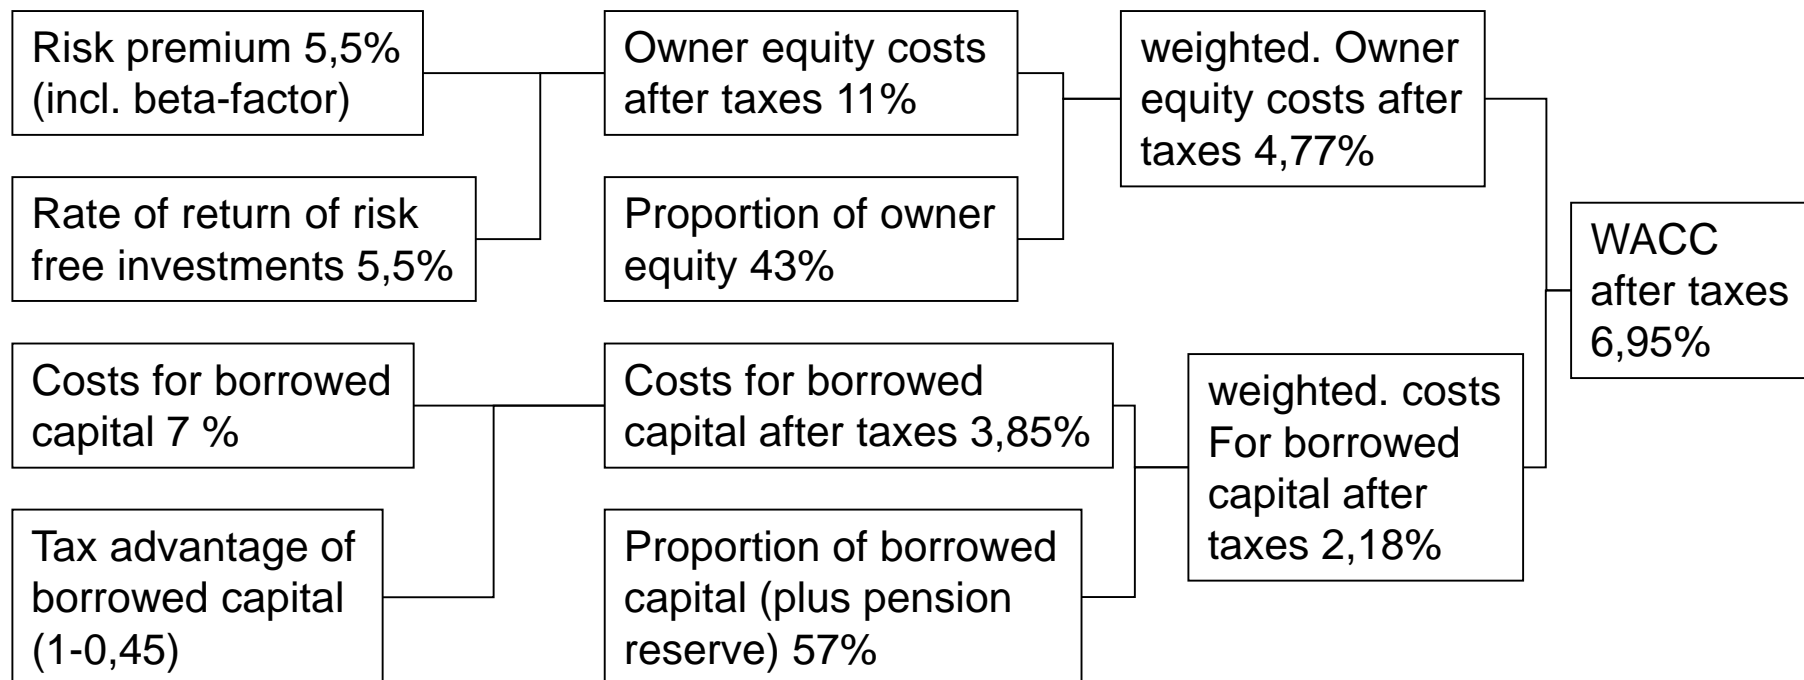 Risk premium 5,5%
(incl. beta-factor)
Rate of return of risk
free investments 5,5%
Costs for borrowed
capital 7 %
Tax advantage of
borrowed capital
(1-0,45)
Owner equity costs
after taxes 11%
Proportion of owner
equity 43%
Costs for borrowed
capital after taxes 3,85%
Proportion of borrowed
capital (plus pension
reserve) 57%
weighted. Owner
equity costs after
taxes 4,77%
weighted. costs
For borrowed
capital after
taxes 2,18%
WACC
after taxes
6,95%